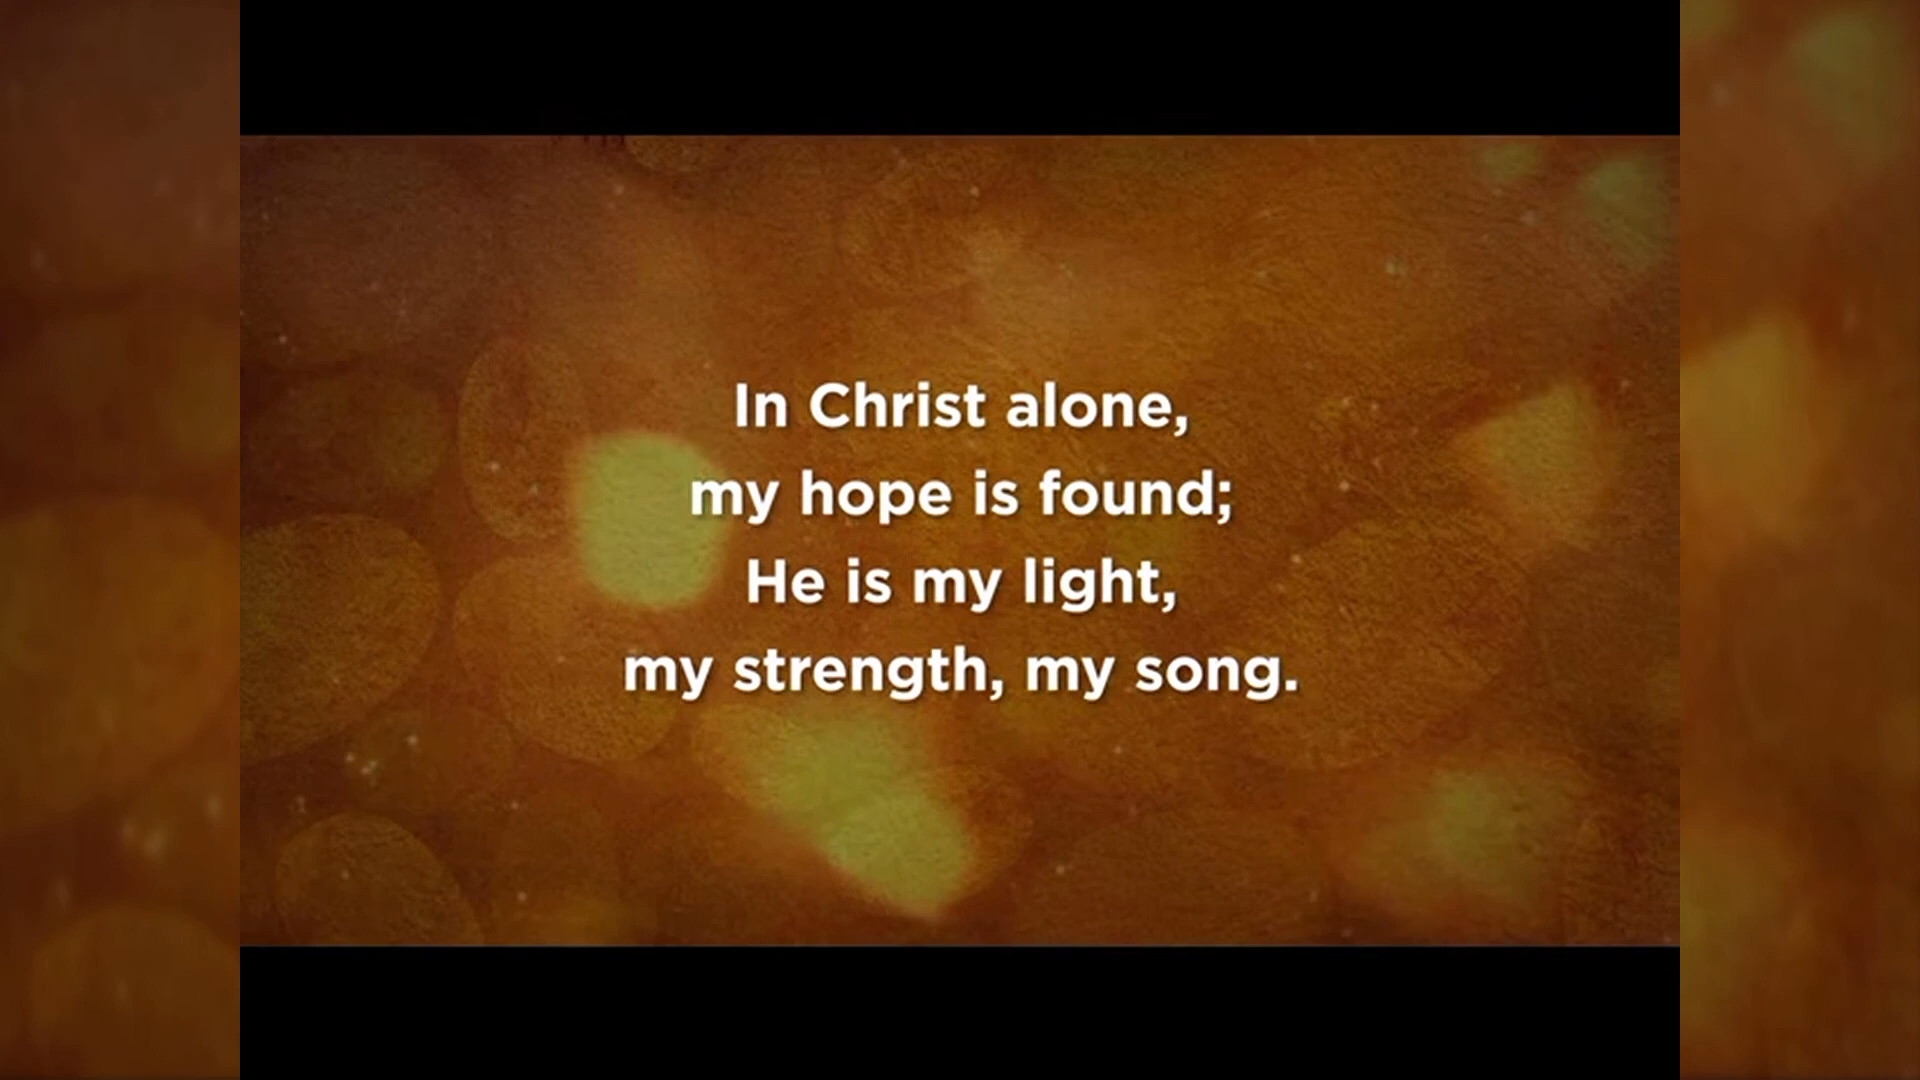 In Christ alone,
my hope is found;
He is my light,
my strength, my song.